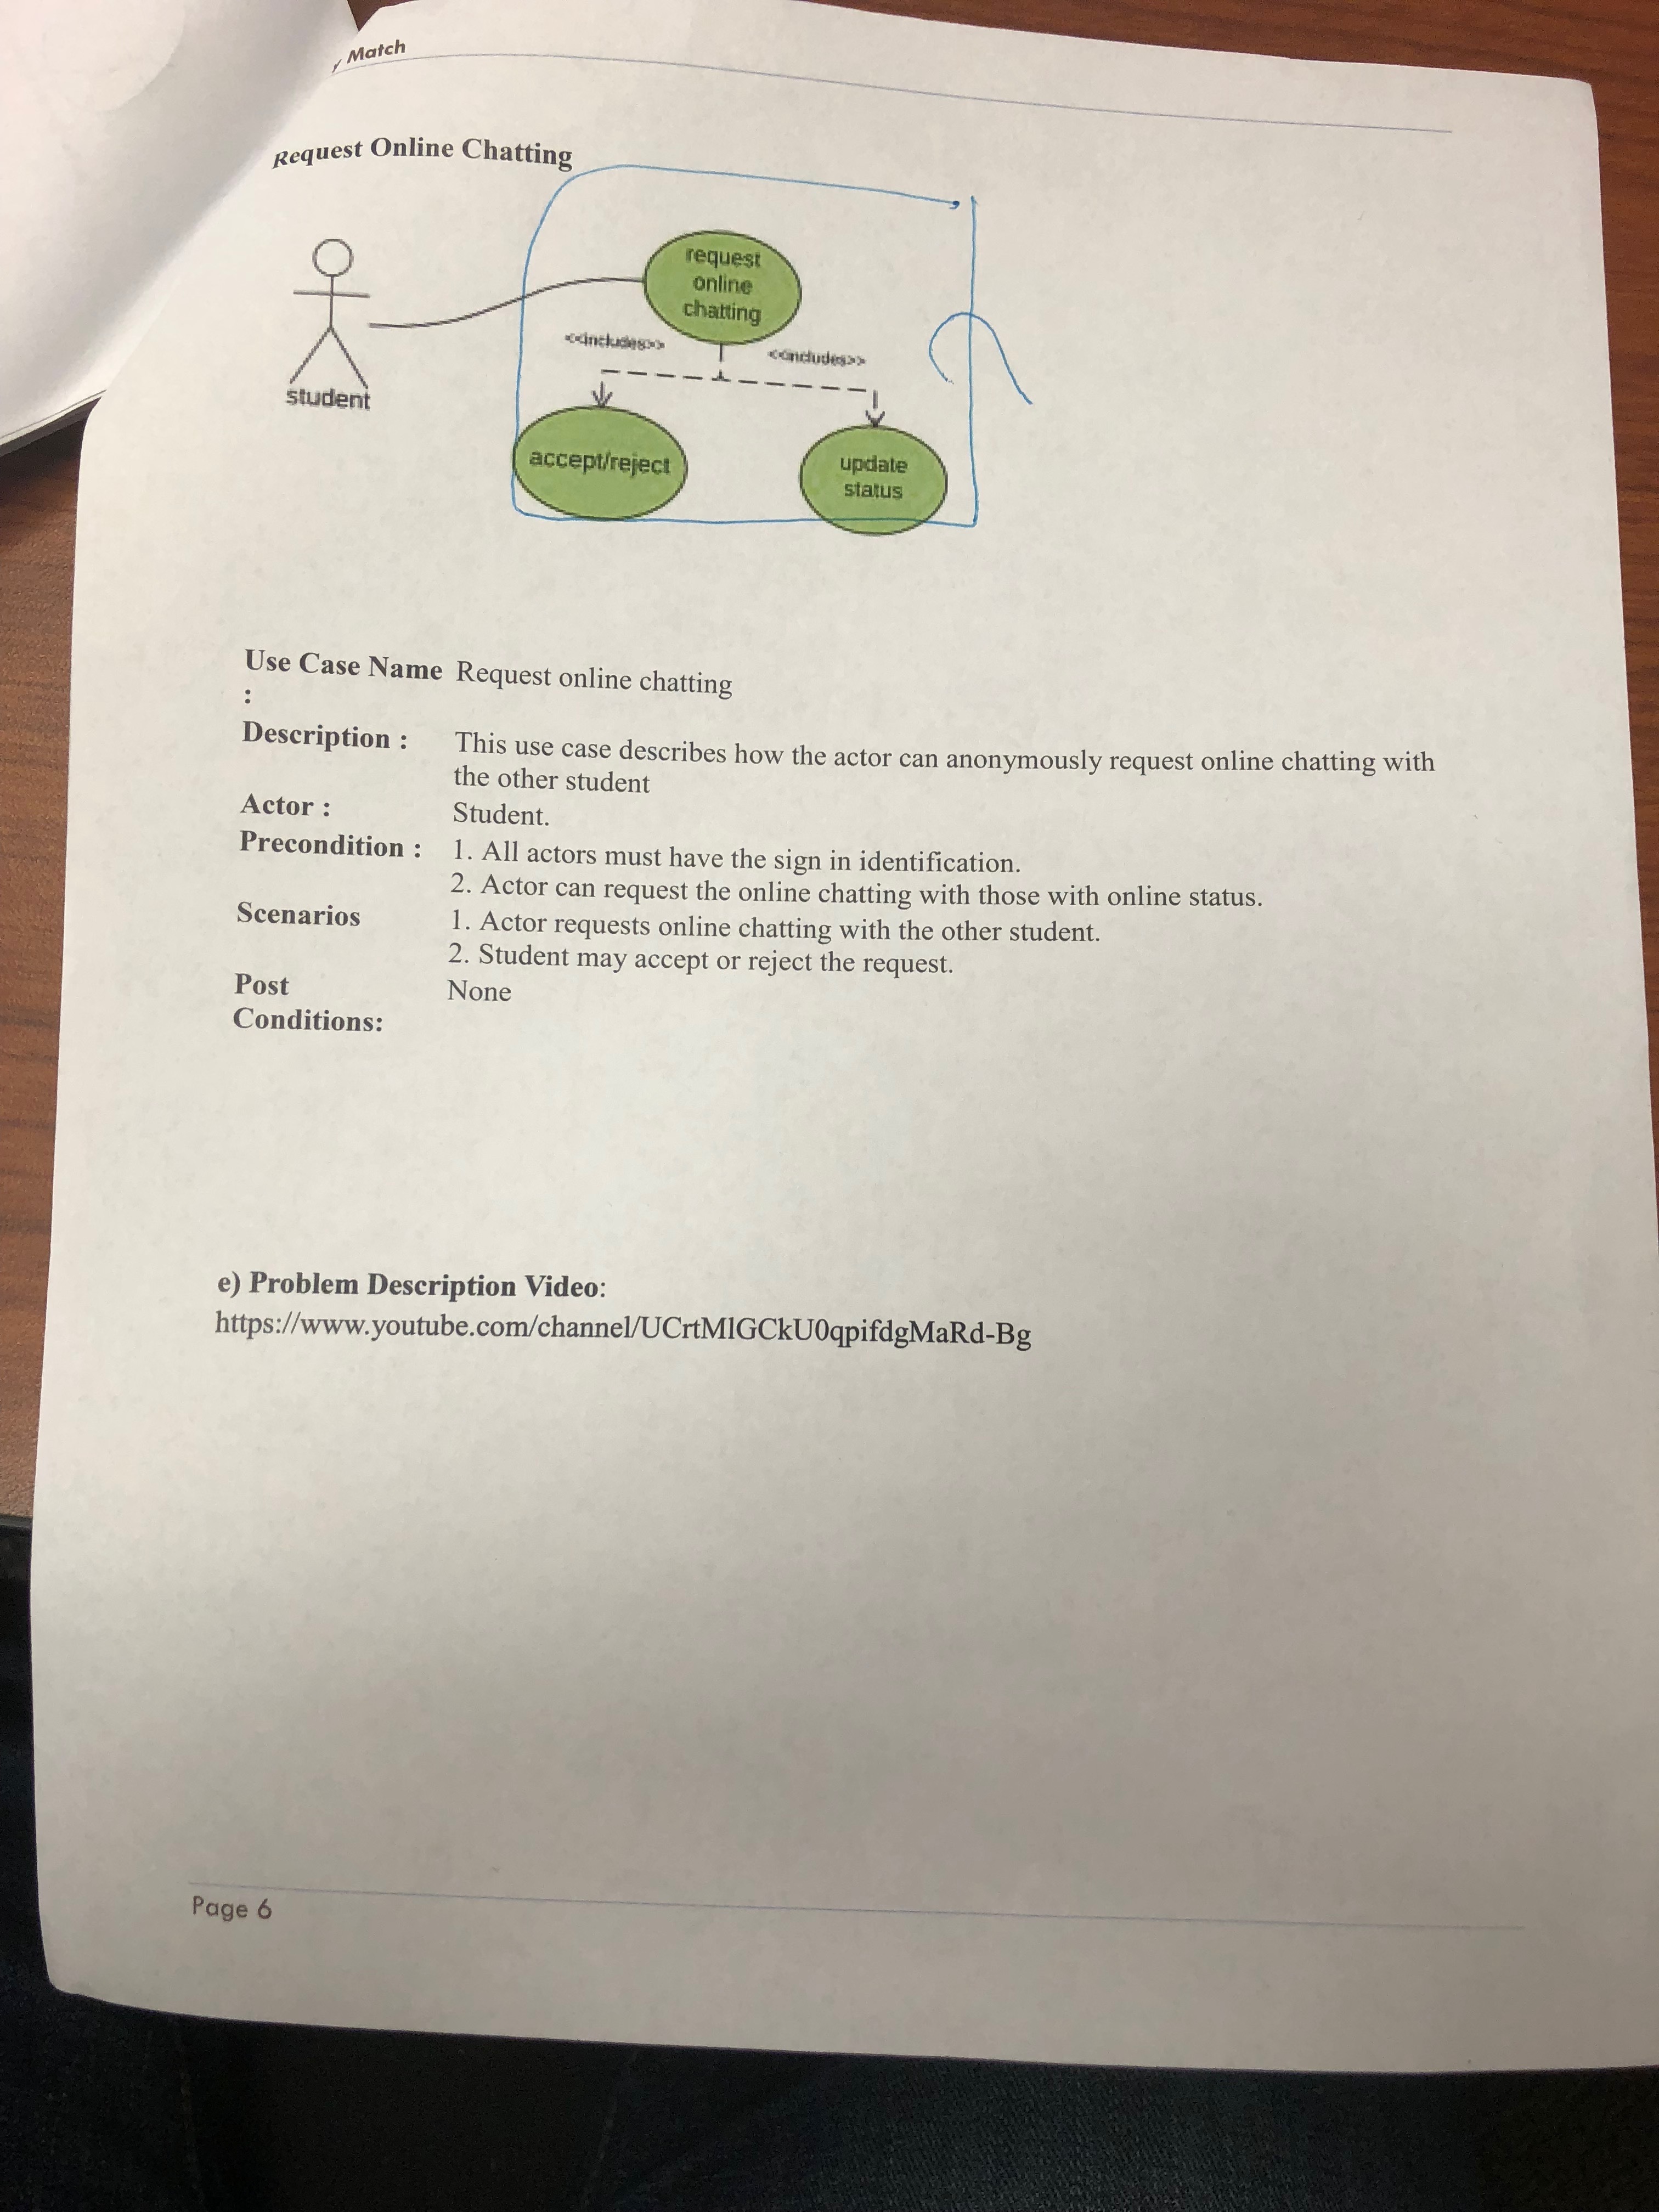 Match
Request Online Chatting
request
online
chatting
<<includes>>
<<includes>>
student
accept/reject
update
status
Use Case Name Request online chatting
:
Description : This use case describes how the actor can anonymously request online chatting with
the other student
Actor : Student.
Precondition : 1. All actors must have the sign in identification.
2. Actor can request the online chatting with those with online status.
Scenarios 1. Actor requests online chatting with the other student.
2. Student may accept or reject the request.
Post None
Conditions:
e) Problem Description Video:
https://www.youtube.com/channel/UCrtMlGCkU0qpifdgMaRd-Bg
Page 6